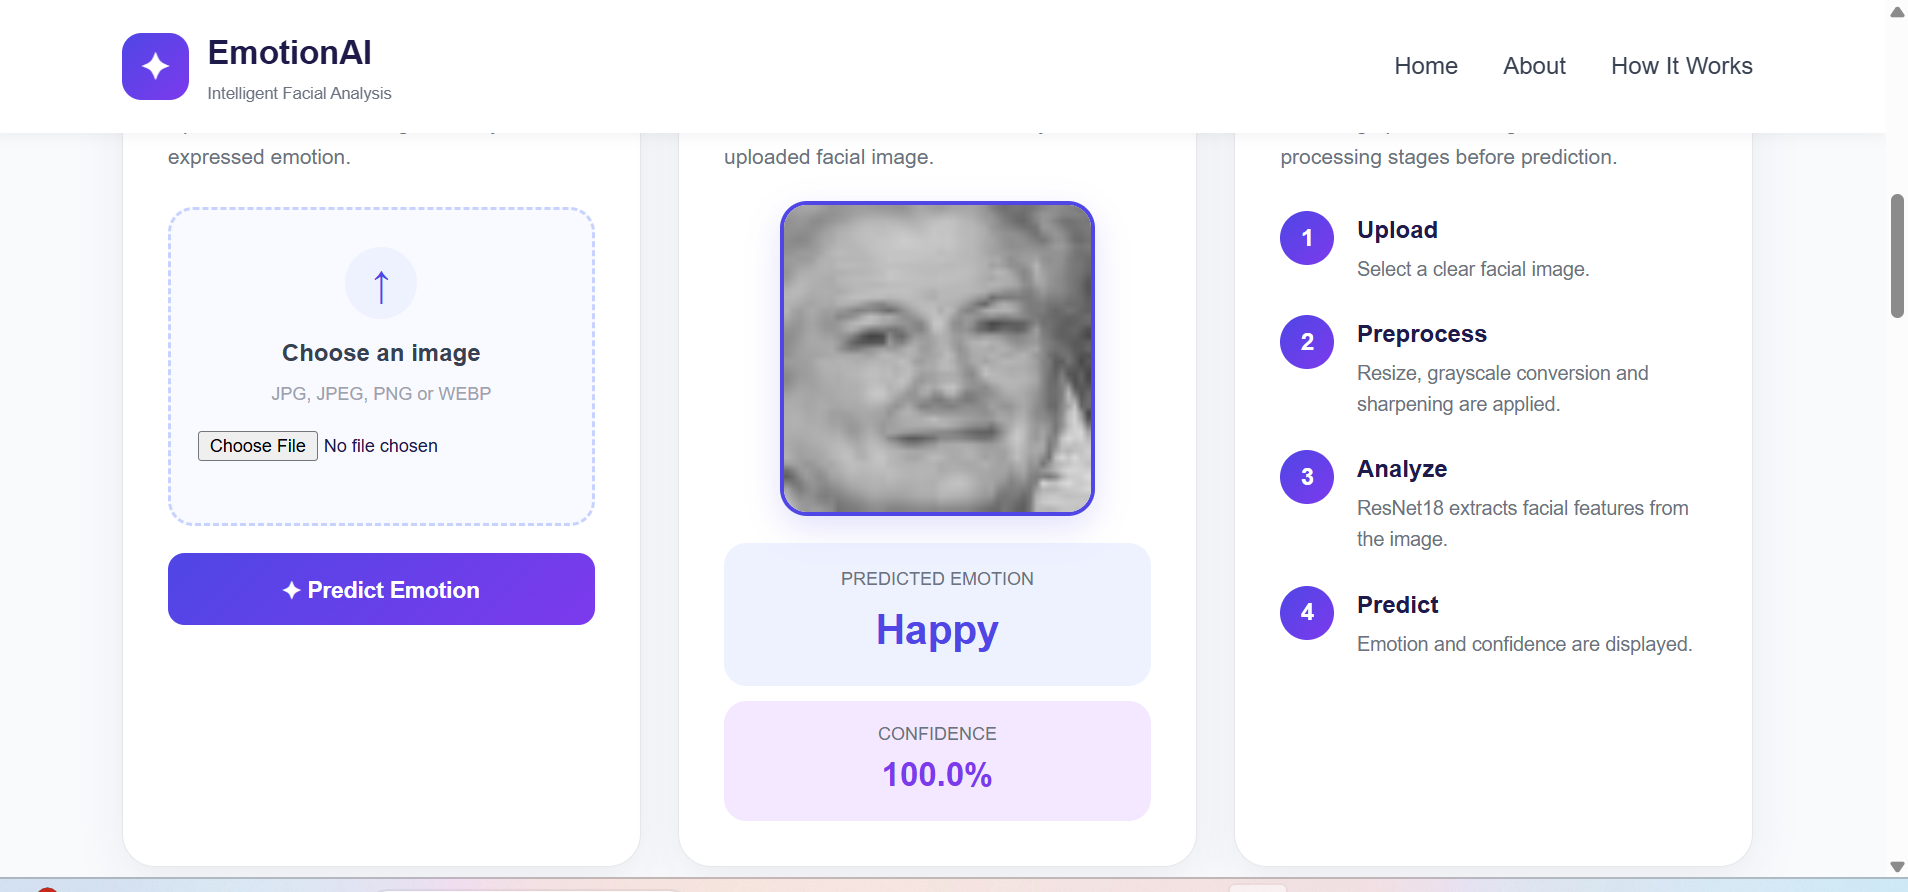 EmotionAI
Intelligent Facial Analysis
Home
About
How It Works
expressed emotion.
Choose an image
JPG, JPEG, PNG or WEBP
Choose File No file chosen
✦ Predict Emotion
uploaded facial image.
PREDICTED EMOTION
Happy
CONFIDENCE
100.0%
processing stages before prediction.
1
Upload
Select a clear facial image.
2
Preprocess
Resize, grayscale conversion and
sharpening are applied.
3
Analyze
ResNet18 extracts facial features from
the image.
4
Predict
Emotion and confidence are displayed.